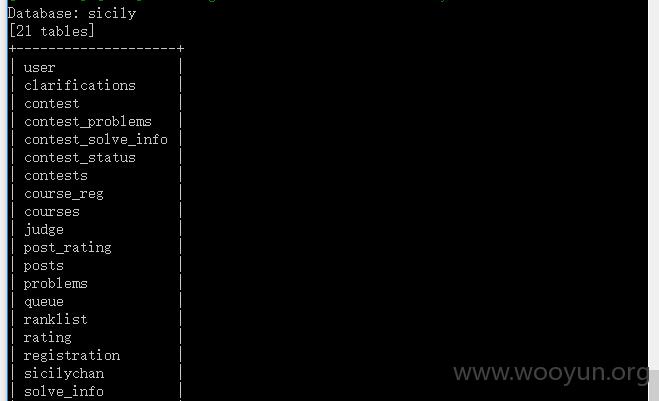 Database: sicily
[21 tables]
+--------------------+
| user |
| clarifications |
| contest |
| contest_problems |
| contest_solve_info |
| contest_status |
| contests |
| course_reg |
| courses |
| judge |
| post_rating |
| posts |
| problems |
| queue |
| ranklist |
| rating |
| registration |
| sicilychan |
| solve_info |
www.wooyun.org